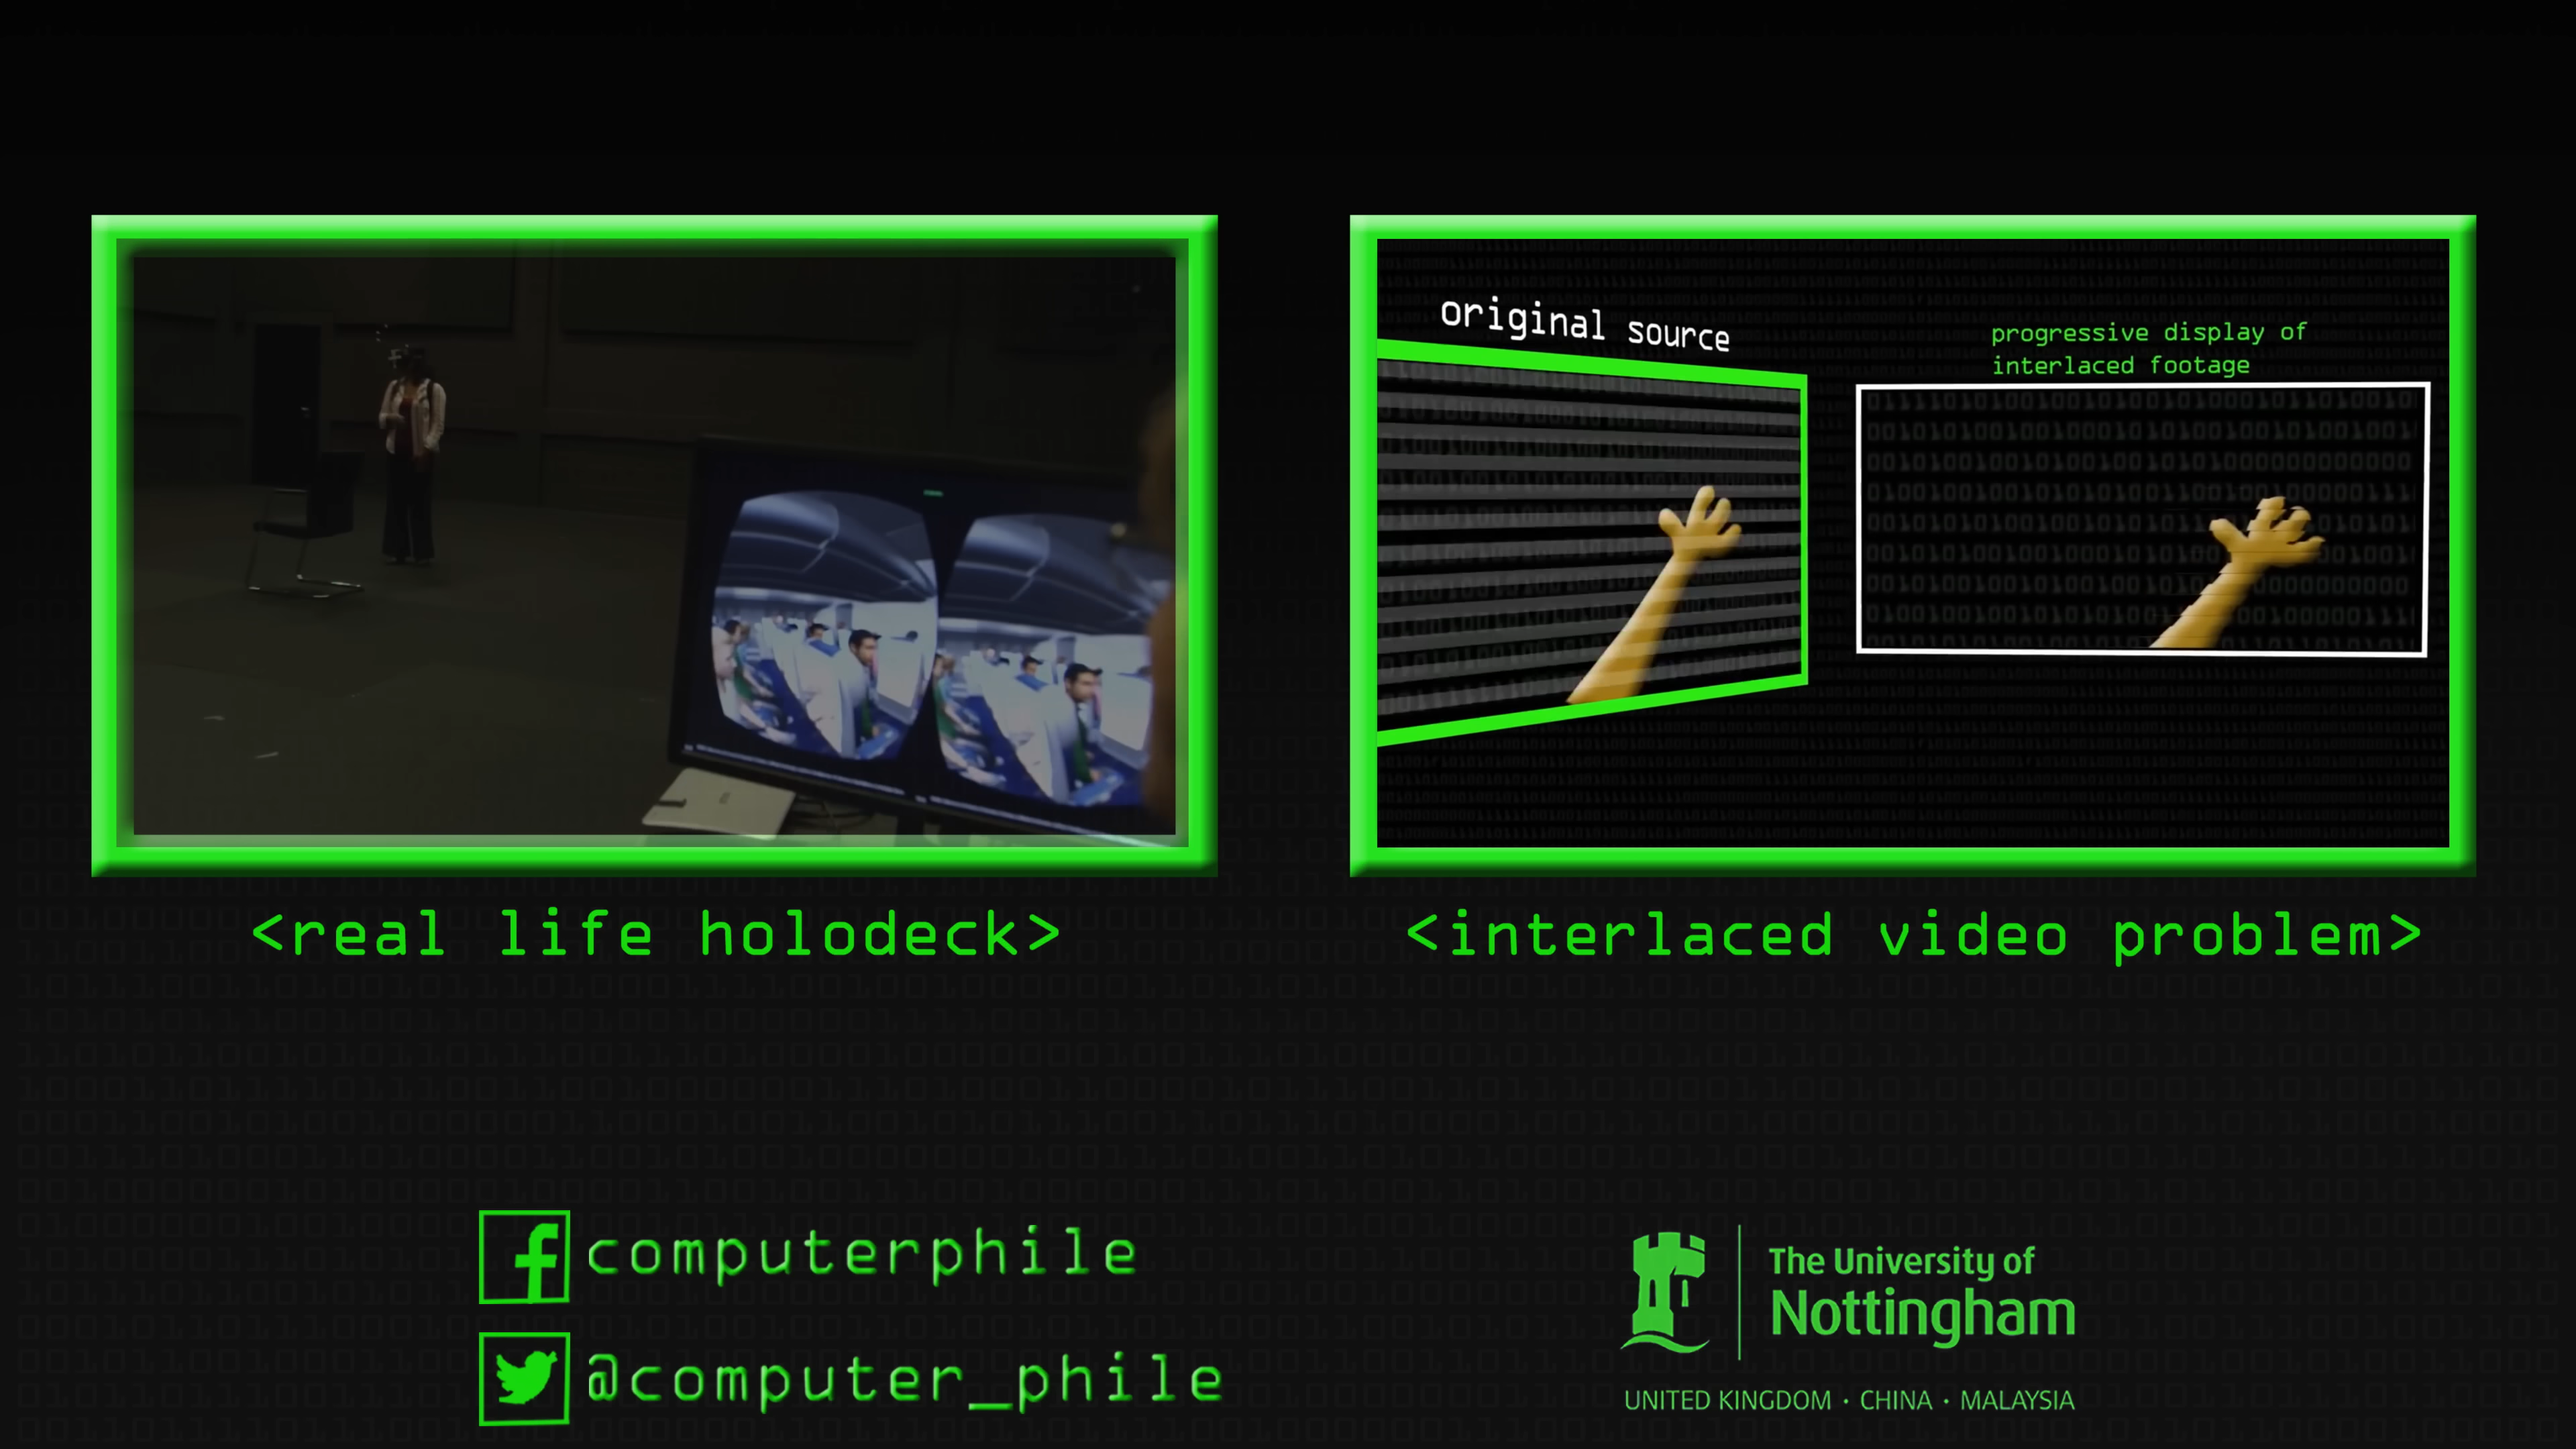 original source
progressive display of
interlaced footage
<real life holodeck>
<interlaced video problem>
computerphile
@computer_phile
The University of
Nottingham
UNITED KINGDOM · CHINA · MALAYSIA